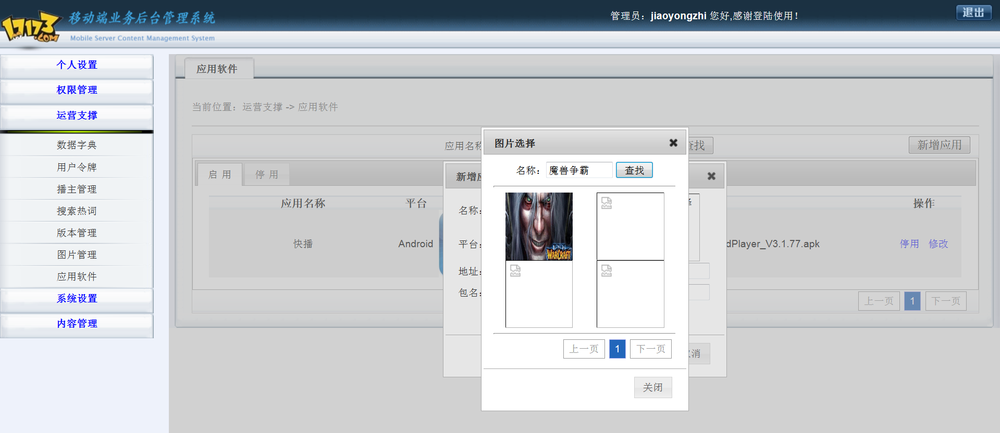 17173.COM
移动端业务后台管理系统
Mobile Server Content Management System
管理员：jiaoyongzhi 您好,感谢登陆使用！
退出
个人设置
权限管理
运营支撑
数据字典
用户令牌
播主管理
搜索热词
版本管理
图片管理
应用软件
系统设置
内容管理
应用软件
当前位置：运营支撑 -> 应用软件
应用名称
查找
新增应用
启 用
停 用
应用名称
平台
操作
快播
Android
dPlayer_V3.1.77.apk
停用 修改
上一页 1 下一页
新增应
名称：
平台：
地址：
包名：
取消
图片选择
名称： 魔兽争霸 查找
WARCRAFT
上一页 1 下一页
关闭